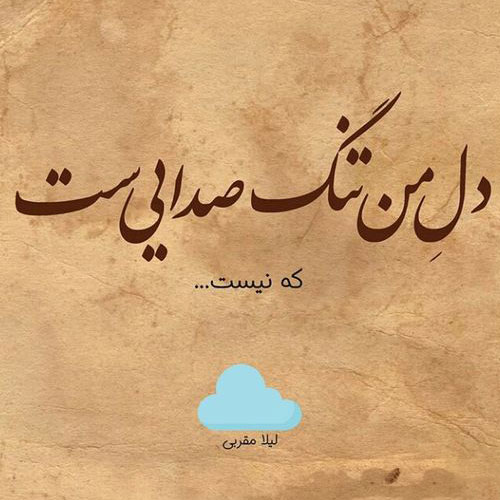 دلِ من تنگ صدایی ست
که نیست...
لیلا مقربی